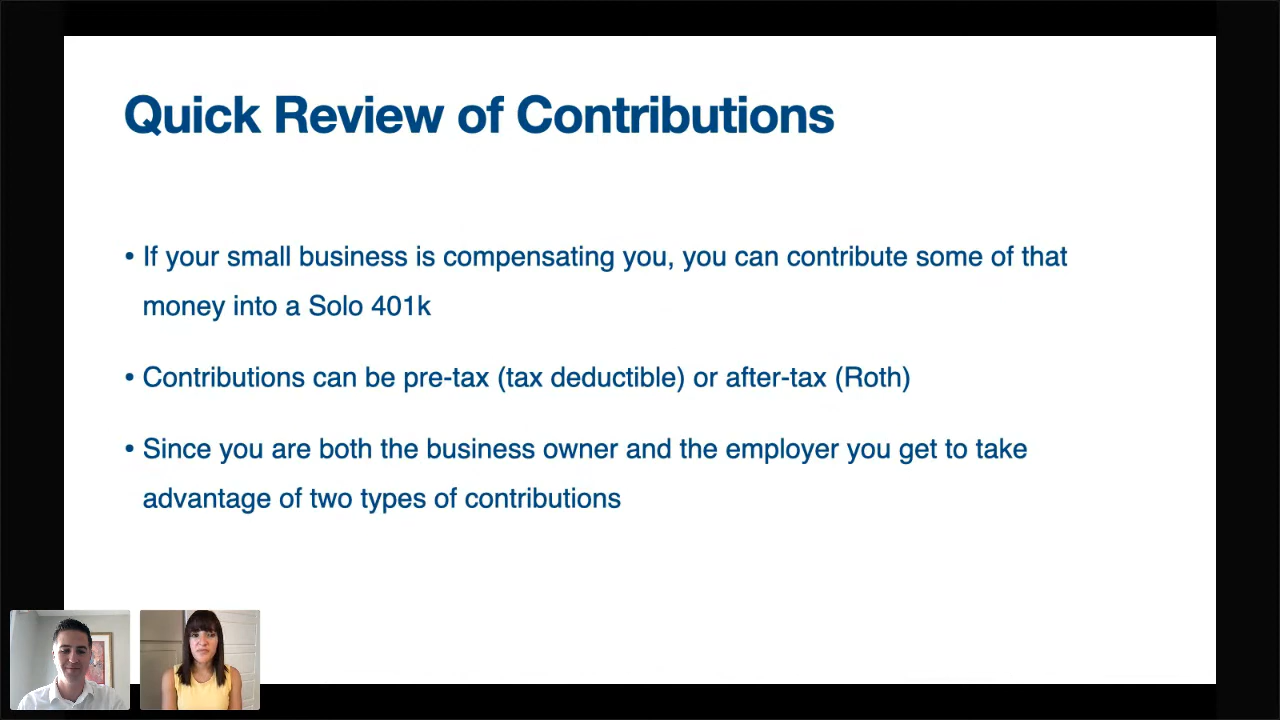 Quick Review of Contributions
• If your small business is compensating you, you can contribute some of that
money into a Solo 401k
• Contributions can be pre-tax (tax deductible) or after-tax (Roth)
• Since you are both the business owner and the employer you get to take
advantage of two types of contributions